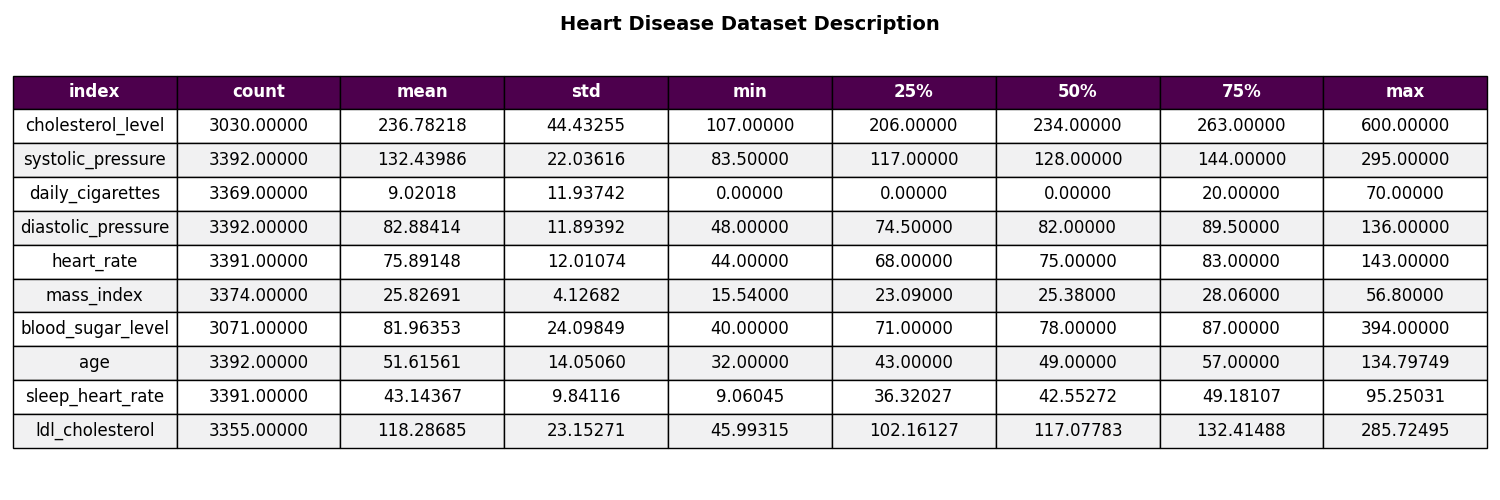 Heart Disease Dataset Description
index count mean std min 25% 50% 75% max
cholesterol_level 3030.00000 236.78218 44.43255 107.00000 206.00000 234.00000 263.00000 600.00000
systolic_pressure 3392.00000 132.43986 22.03616 83.50000 117.00000 128.00000 144.00000 295.00000
daily_cigarettes 3369.00000 9.02018 11.93742 0.00000 0.00000 0.00000 20.00000 70.00000
diastolic_pressure 3392.00000 82.88414 11.89392 48.00000 74.50000 82.00000 89.50000 136.00000
heart_rate 3391.00000 75.89148 12.01074 44.00000 68.00000 75.00000 83.00000 143.00000
mass_index 3374.00000 25.82691 4.12682 15.54000 23.09000 25.38000 28.06000 56.80000
blood_sugar_level 3071.00000 81.96353 24.09849 40.00000 71.00000 78.00000 87.00000 394.00000
age 3392.00000 51.61561 14.05060 32.00000 43.00000 49.00000 57.00000 134.79749
sleep_heart_rate 3391.00000 43.14367 9.84116 9.06045 36.32027 42.55272 49.18107 95.25031
ldl_cholesterol 3355.00000 118.28685 23.15271 45.99315 102.16127 117.07783 132.41488 285.72495